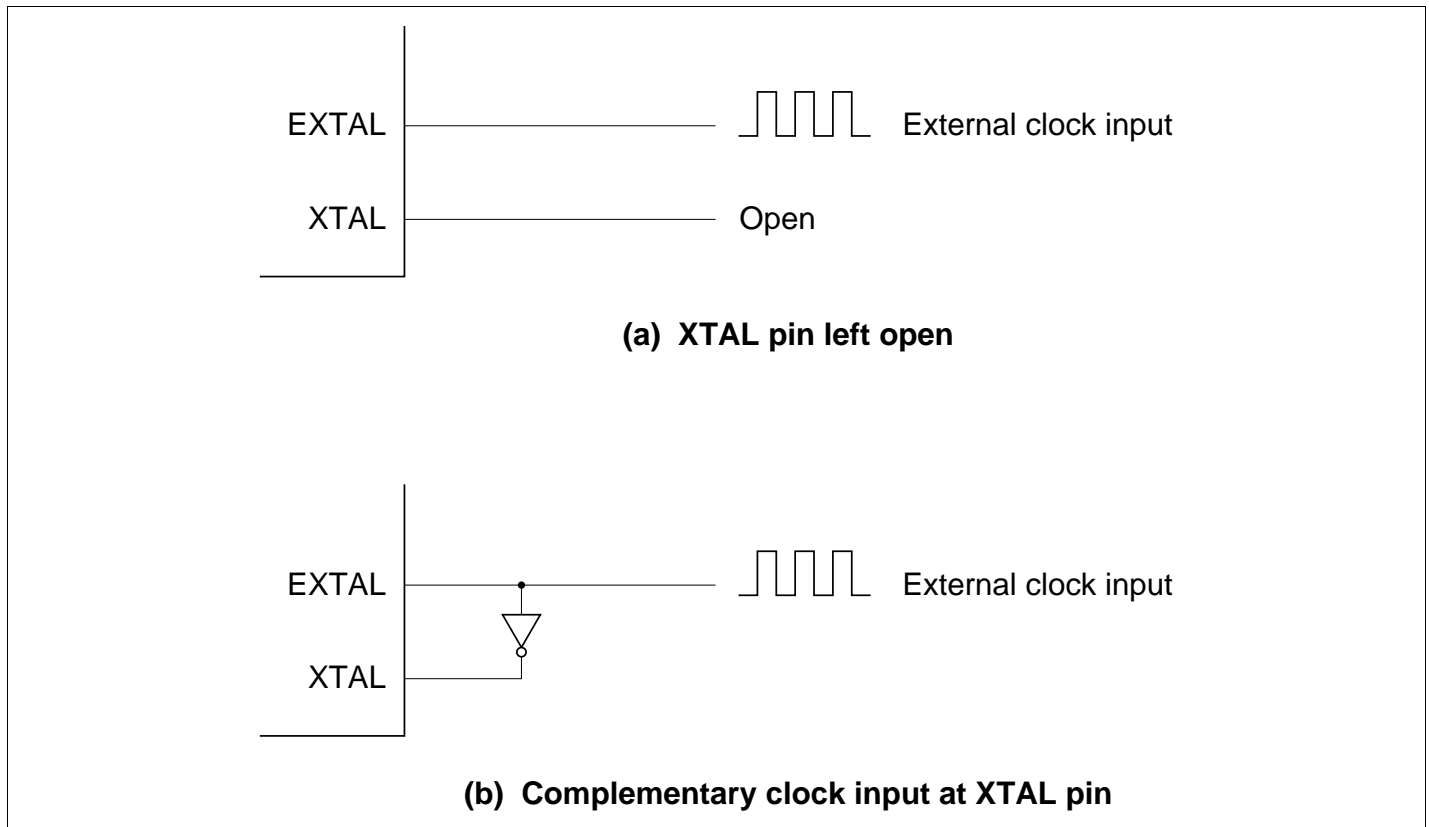 EXTAL External clock input
XTAL Open
(a) XTAL pin left open
EXTAL External clock input
XTAL
(b) Complementary clock input at XTAL pin